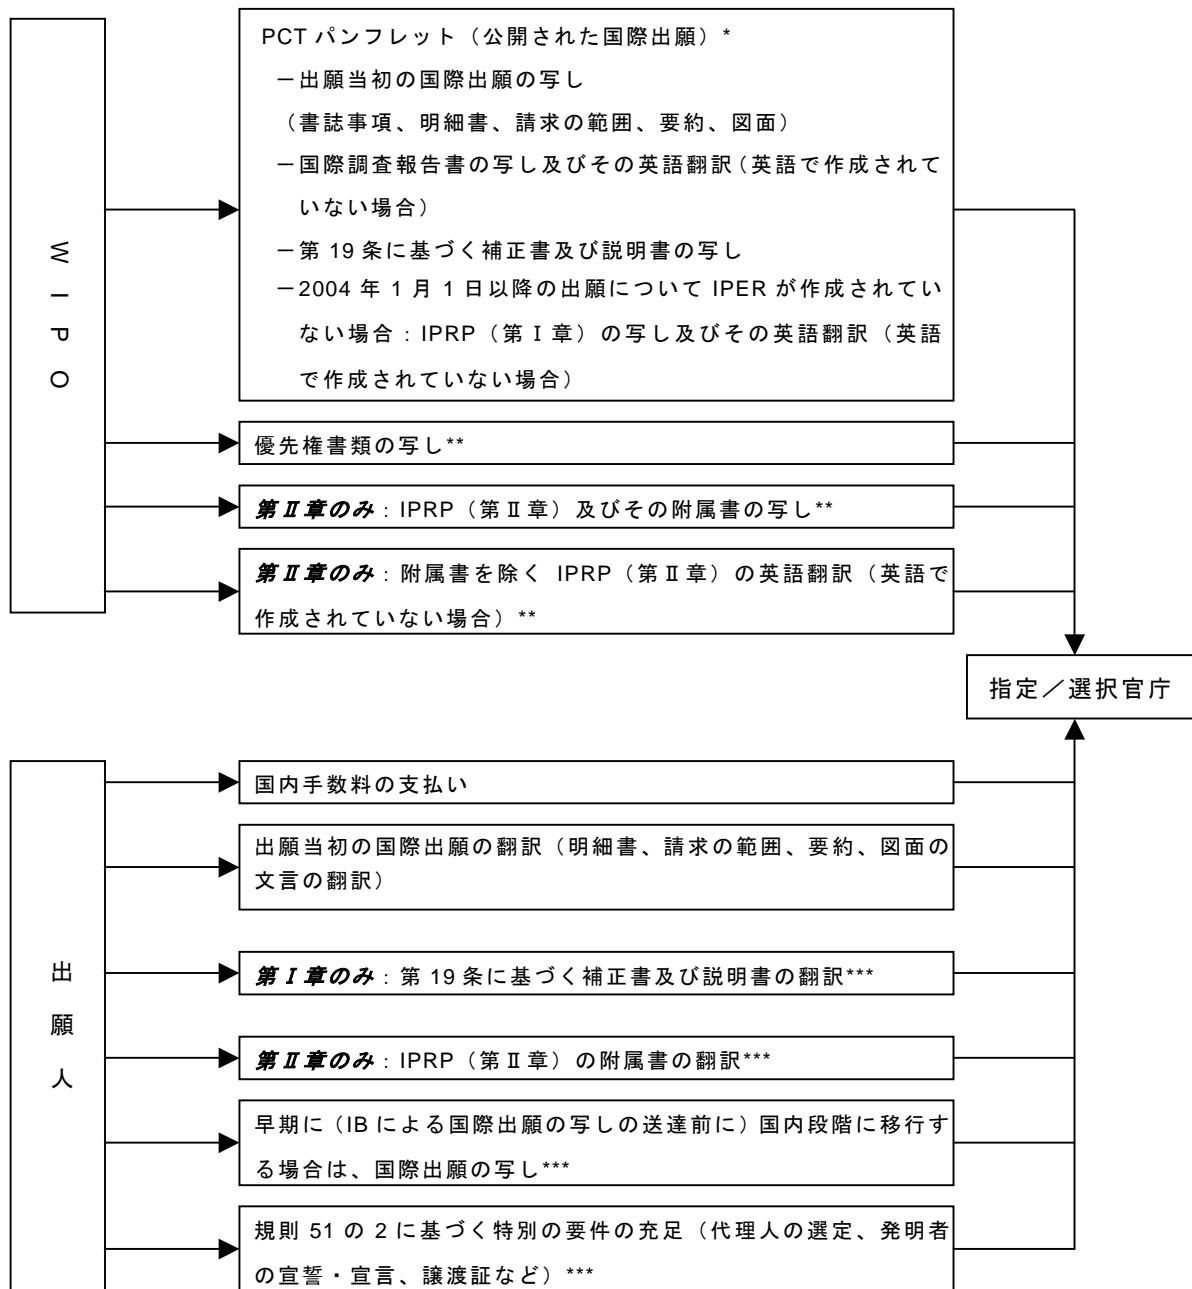 WIPO
PCT パンフレット（公開された国際出願）*
－出願当初の国際出願の写し
（書誌事項、明細書、請求の範囲、要約、図面）
－国際調査報告書の写し及びその英語翻訳（英語で作成されて
いない場合）
－第 19 条に基づく補正書及び説明書の写し
－2004 年 1 月 1 日以降の出願について IPER が作成されてい
ない場合：IPRP（第Ⅰ章）の写し及びその英語翻訳（英語
で作成されていない場合）
優先権書類の写し**
第Ⅱ章のみ：IPRP（第Ⅱ章）及びその附属書の写し**
第Ⅱ章のみ：附属書を除く IPRP（第Ⅱ章）の英語翻訳（英語で
作成されていない場合）**
指定／選択官庁
出願人
国内手数料の支払い
出願当初の国際出願の翻訳（明細書、請求の範囲、要約、図面の
文言の翻訳）
第Ⅰ章のみ：第 19 条に基づく補正書及び説明書の翻訳***
第Ⅱ章のみ：IPRP（第Ⅱ章）の附属書の翻訳***
早期に（IB による国際出願の写しの送達前に）国内段階に移行す
る場合は、国際出願の写し***
規則 51 の 2 に基づく特別の要件の充足（代理人の選定、発明者
の宣誓・宣言、譲渡証など）***